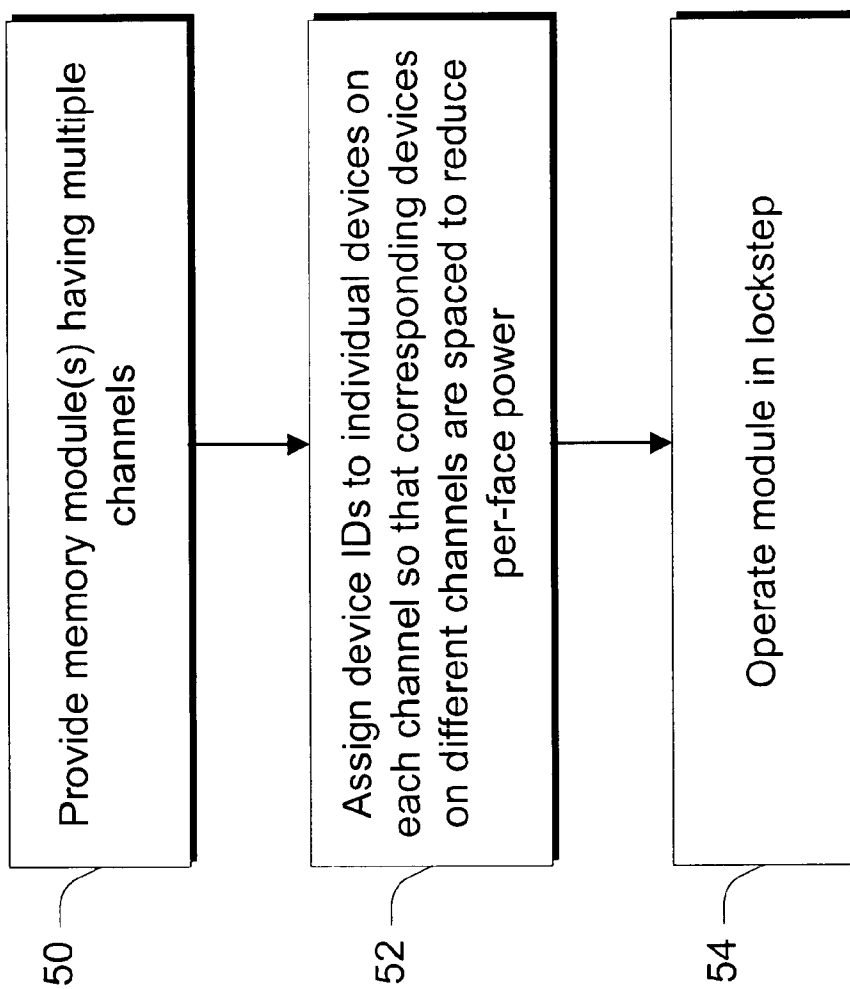 50
Provide memory module(s) having multiple
channels
52
Assign device IDs to individual devices on
each channel so that corresponding devices
on different channels are spaced to reduce
per-face power
54
Operate module in lockstep